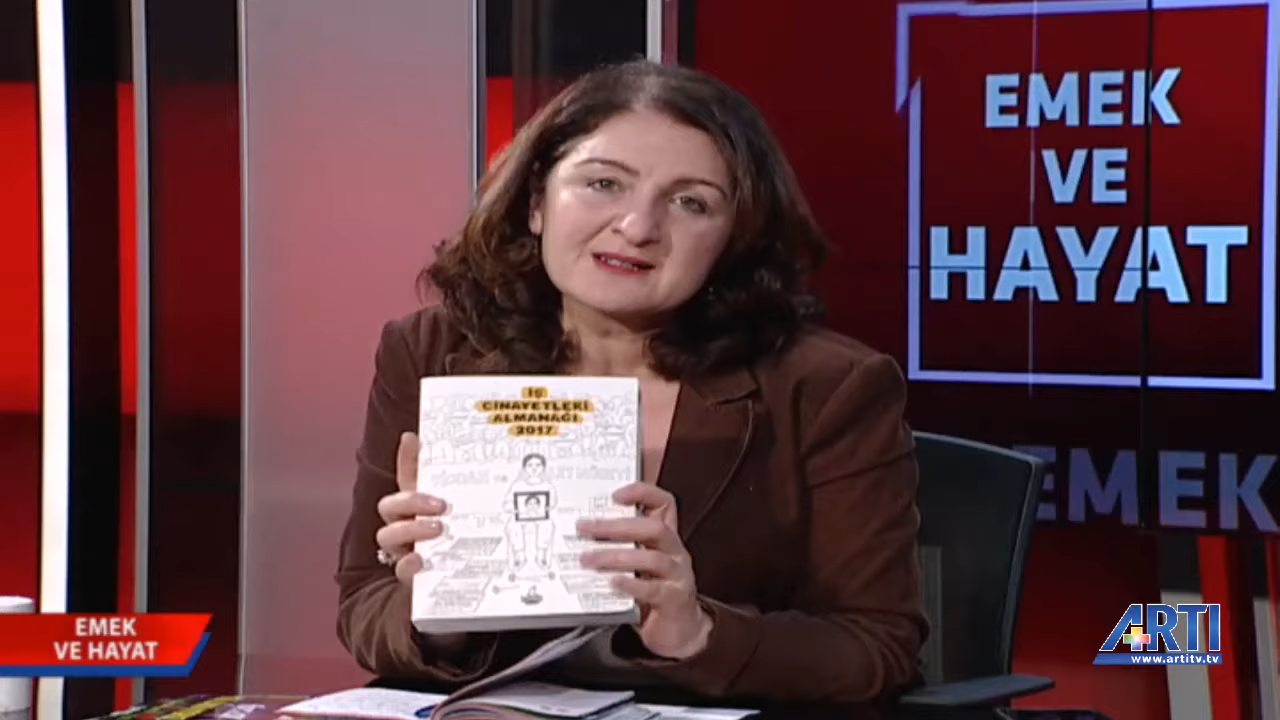 EMEK
VE
HAYAT
İŞ
CİNAYETLERİ
ALMANAĞI
2017
EMEK
EMEK
VE HAYAT
ARTI
www.artitv.tv